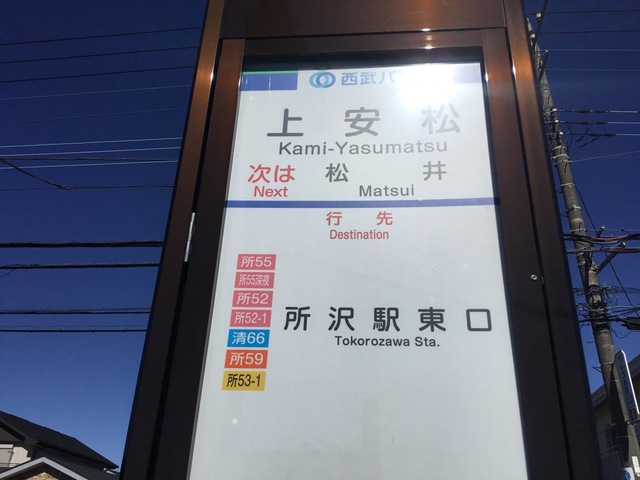 西武バ
上安松
Kami-Yasumatsu
次は 松井
Next Matsui
行先
Destination
所55
所55深夜
所52
所52-1
清66
所59
所53-1
所沢駅東口
Tokorozawa Sta.